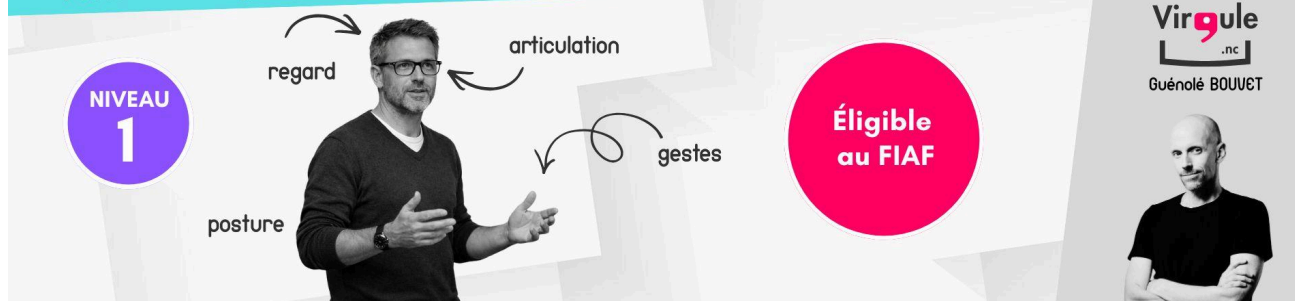 NIVEAU
1
regard
articulation
gestes
posture
Éligible
au FIAF
Virgule
.nc
Guénolé BOUVET